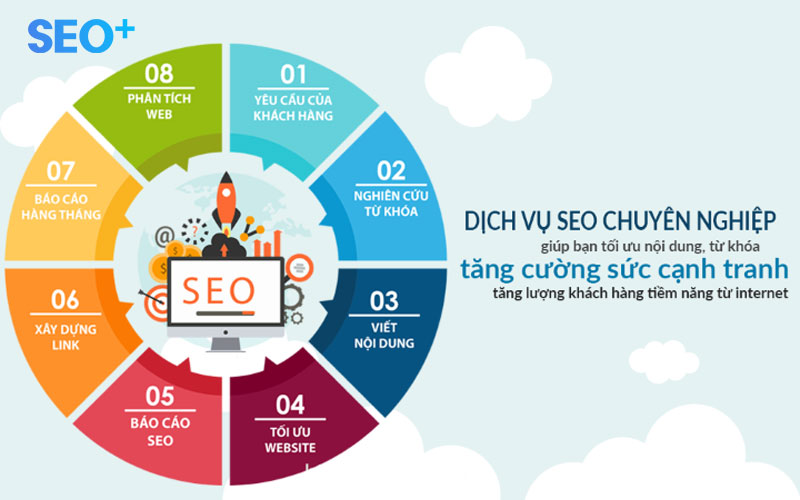 SEO+
01
YÊU CẦU CỦA
KHÁCH HÀNG
02
NGHIÊN CỨU
TỪ KHÓA
03
VIẾT
NỘI DUNG
04
TỐI ƯU
WEBSITE
05
BÁO CÁO
SEO
06
XÂY DỰNG
LINK
07
BÁO CÁO
HÀNG THÁNG
08
PHÂN TÍCH
WEB
@
?
SEO
DỊCH VỤ SEO CHUYÊN NGHIỆP
giúp bạn tối ưu nội dung, từ khóa
tăng cường sức cạnh tranh
tăng lượng khách hàng tiềm năng từ internet